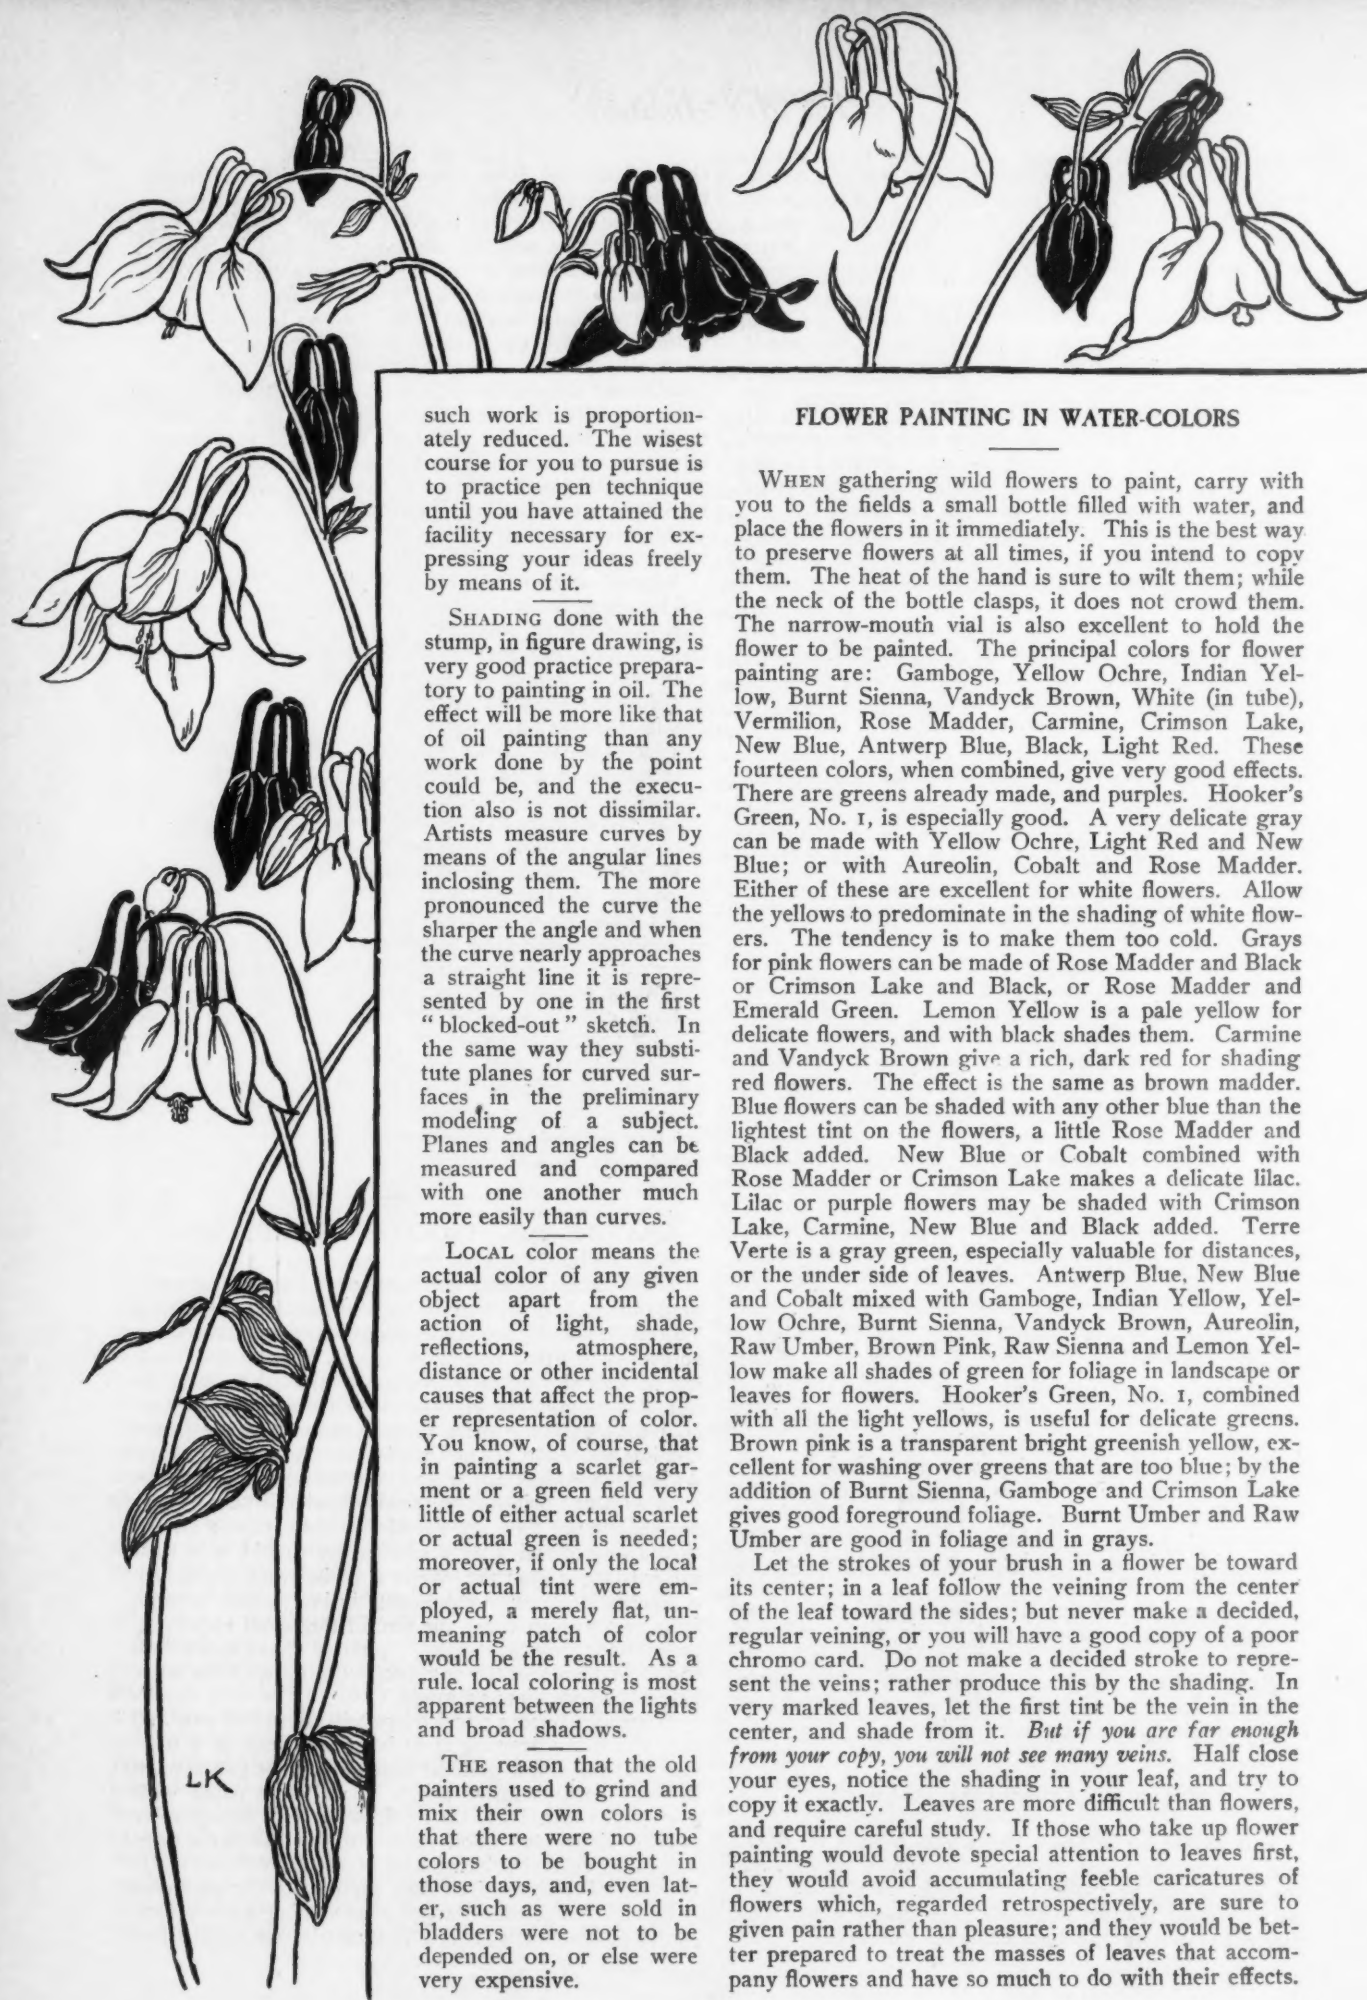 such work is proportion-
ately reduced. The wisest
course for you to pursue is
to practice pen technique
until you have attained the
facility necessary for ex-
pressing your ideas freely
by means of it.
SHADING done with the
stump, in figure drawing, is
very good practice prepara-
tory to painting in oil. The
effect will be more like that
of oil painting than any
work done by the point
could be, and the execu-
tion also is not dissimilar.
Artists measure curves by
means of the angular lines
inclosing them. The more
pronounced the curve the
sharper the angle and when
the curve nearly approaches
a straight line it is repre-
sented by one in the first
“ blocked-out ” sketch. In
the same way they substi-
tute planes for curved sur-
faces in the preliminary
modeling of a subject.
Planes and angles can be
measured and compared
with one another much
more easily than curves.
LOCAL color means the
actual color of any given
object apart from the
action of light, shade,
reflections, atmosphere,
distance or other incidental
causes that affect the prop-
er representation of color.
You know, of course, that
in painting a scarlet gar-
ment or a green field very
little of either actual scarlet
or actual green is needed;
moreover, if only the local
or actual tint were em-
ployed, a merely flat, un-
meaning patch of color
would be the result. As a
rule. local coloring is most
apparent between the lights
and broad shadows.
THE reason that the old
painters used to grind and
mix their own colors is
that there were no tube
colors to be bought in
those days, and, even lat-
er, such as were sold in
bladders were not to be
depended on, or else were
very expensive.
FLOWER PAINTING IN WATER-COLORS
WHEN gathering wild flowers to paint, carry with
you to the fields a small bottle filled with water, and
place the flowers in it immediately. This is the best way
to preserve flowers at all times, if you intend to copy
them. The heat of the hand is sure to wilt them; while
the neck of the bottle clasps, it does not crowd them.
The narrow-mouth vial is also excellent to hold the
flower to be painted. The principal colors for flower
painting are: Gamboge, Yellow Ochre, Indian Yel-
low, Burnt Sienna, Vandyck Brown, White (in tube),
Vermilion, Rose Madder, Carmine, Crimson Lake,
New Blue, Antwerp Blue, Black, Light Red. These
fourteen colors, when combined, give very good effects.
There are greens already made, and purples. Hooker's
Green, No. 1, is especially good. A very delicate gray
can be made with Yellow Ochre, Light Red and New
Blue; or with Aureolin, Cobalt and Rose Madder.
Either of these are excellent for white flowers. Allow
the yellows to predominate in the shading of white flow-
ers. The tendency is to make them too cold. Grays
for pink flowers can be made of Rose Madder and Black
or Crimson Lake and Black, or Rose Madder and
Emerald Green. Lemon Yellow is a pale yellow for
delicate flowers, and with black shades them. Carmine
and Vandyck Brown give a rich, dark red for shading
red flowers. The effect is the same as brown madder.
Blue flowers can be shaded with any other blue than the
lightest tint on the flowers, a little Rose Madder and
Black added. New Blue or Cobalt combined with
Rose Madder or Crimson Lake makes a delicate lilac.
Lilac or purple flowers may be shaded with Crimson
Lake, Carmine, New Blue and Black added. Terre
Verte is a gray green, especially valuable for distances,
or the under side of leaves. Antwerp Blue, New Blue
and Cobalt mixed with Gamboge, Indian Yellow, Yel-
low Ochre, Burnt Sienna, Vandyck Brown, Aureolin,
Raw Umber, Brown Pink, Raw Sienna and Lemon Yel-
low make all shades of green for foliage in landscape or
leaves for flowers. Hooker's Green, No. 1, combined
with all the light yellows, is useful for delicate greens.
Brown pink is a transparent bright greenish yellow, ex-
cellent for washing over greens that are too blue; by the
addition of Burnt Sienna, Gamboge and Crimson Lake
gives good foreground foliage. Burnt Umber and Raw
Umber are good in foliage and in grays.
Let the strokes of your brush in a flower be toward
its center; in a leaf follow the veining from the center
of the leaf toward the sides; but never make a decided,
regular veining, or you will have a good copy of a poor
chromo card. Do not make a decided stroke to repre-
sent the veins; rather produce this by the shading. In
very marked leaves, let the first tint be the vein in the
center, and shade from it. But if you are far enough
from your copy, you will not see many veins. Half close
your eyes, notice the shading in your leaf, and try to
copy it exactly. Leaves are more difficult than flowers,
and require careful study. If those who take up flower
painting would devote special attention to leaves first,
they would avoid accumulating feeble caricatures of
flowers which, regarded retrospectively, are sure to
given pain rather than pleasure; and they would be bet-
ter prepared to treat the masses of leaves that accom-
pany flowers and have so much to do with their effects.
LK